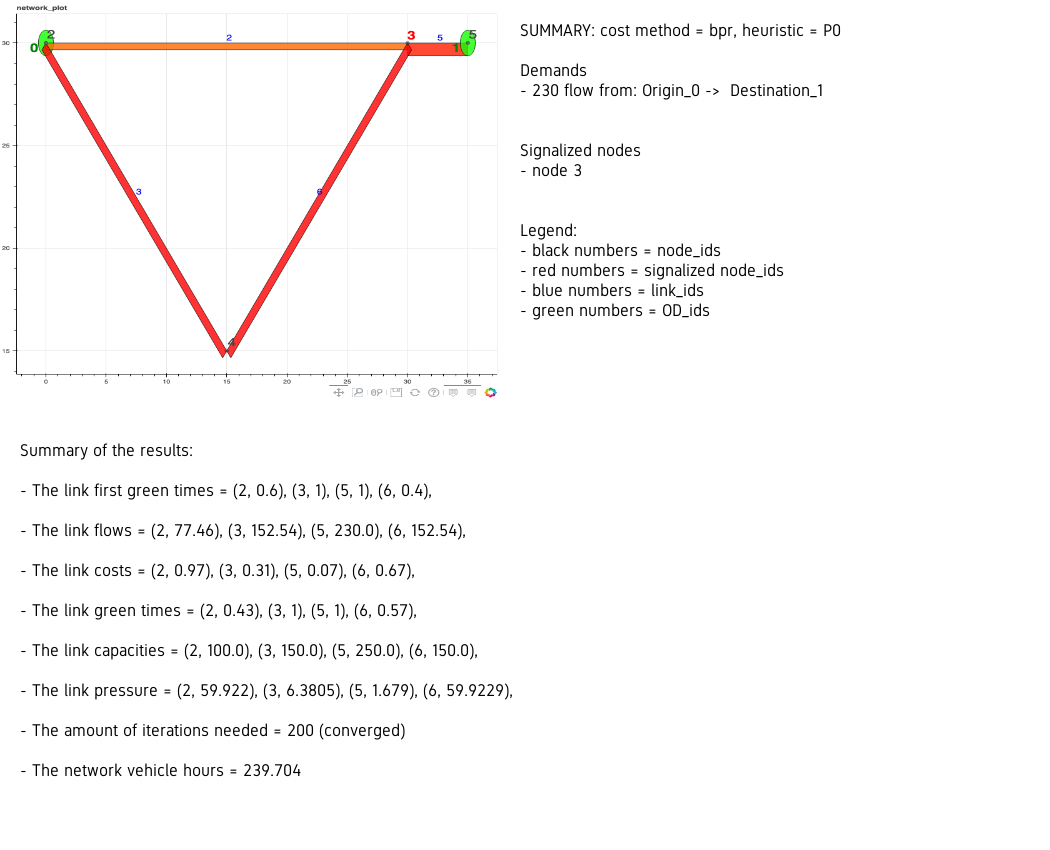 network_plot
2
5
0
2
3
5
1
30
25
3
6
20
4
15
0
5
10
15
20
25
30
35
SUMMARY: cost method = bpr, heuristic = P0
Demands
- 230 flow from: Origin_0 -> Destination_1
Signalized nodes
- node 3
Legend:
- black numbers = node_ids
- red numbers = signalized node_ids
- blue numbers = link_ids
- green numbers = OD_ids
Summary of the results:
- The link first green times = (2, 0.6), (3, 1), (5, 1), (6, 0.4),
- The link flows = (2, 77.46), (3, 152.54), (5, 230.0), (6, 152.54),
- The link costs = (2, 0.97), (3, 0.31), (5, 0.07), (6, 0.67),
- The link green times = (2, 0.43), (3, 1), (5, 1), (6, 0.57),
- The link capacities = (2, 100.0), (3, 150.0), (5, 250.0), (6, 150.0),
- The link pressure = (2, 59.922), (3, 6.3805), (5, 1.679), (6, 59.9229),
- The amount of iterations needed = 200 (converged)
- The network vehicle hours = 239.704